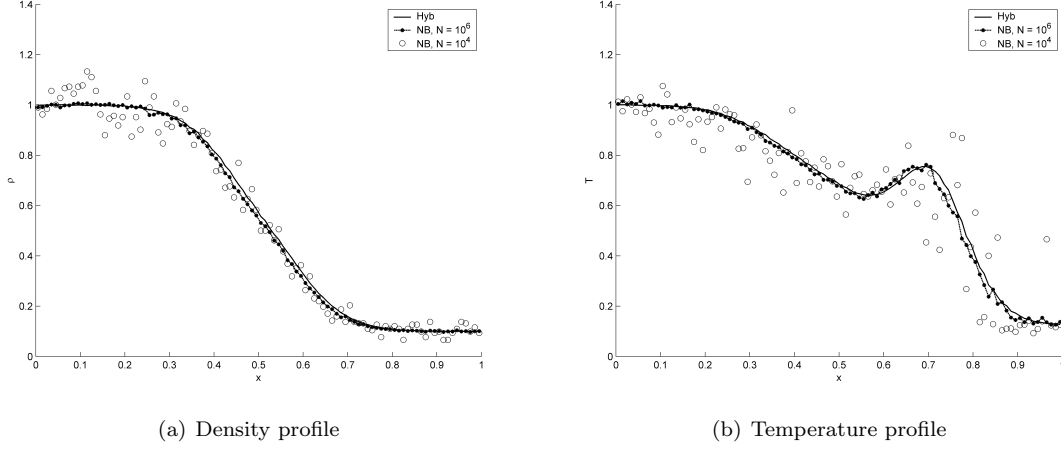 1.4
1.2
1
0.8
0.6
0.4
0.2
0
ρ
0 0.1 0.2 0.3 0.4 0.5 0.6 0.7 0.8 0.9 1
x
Hyb
NB, N = 10⁶
NB, N = 10⁴
(a) Density profile
1.4
1.2
1
0.8
0.6
0.4
0.2
0
T
0 0.1 0.2 0.3 0.4 0.5 0.6 0.7 0.8 0.9 1
x
Hyb
NB, N = 10⁶
NB, N = 10⁴
(b) Temperature profile